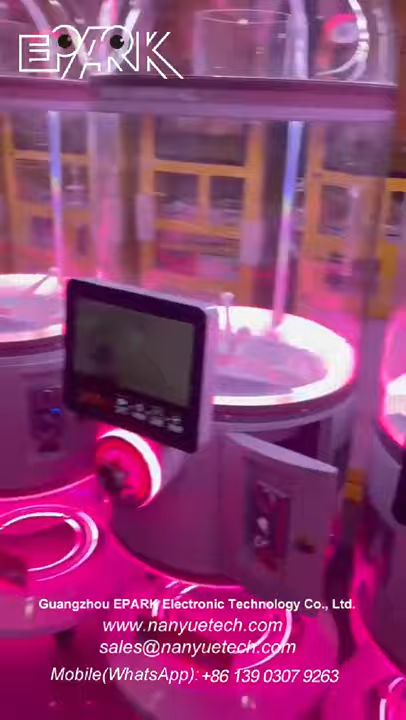 EPARK
Guangzhou EPARK Electronic Technology Co., Ltd.
www.nanyuetech.com
sales@nanyuetech.com
Mobile(WhatsApp): +86 139 0307 9263